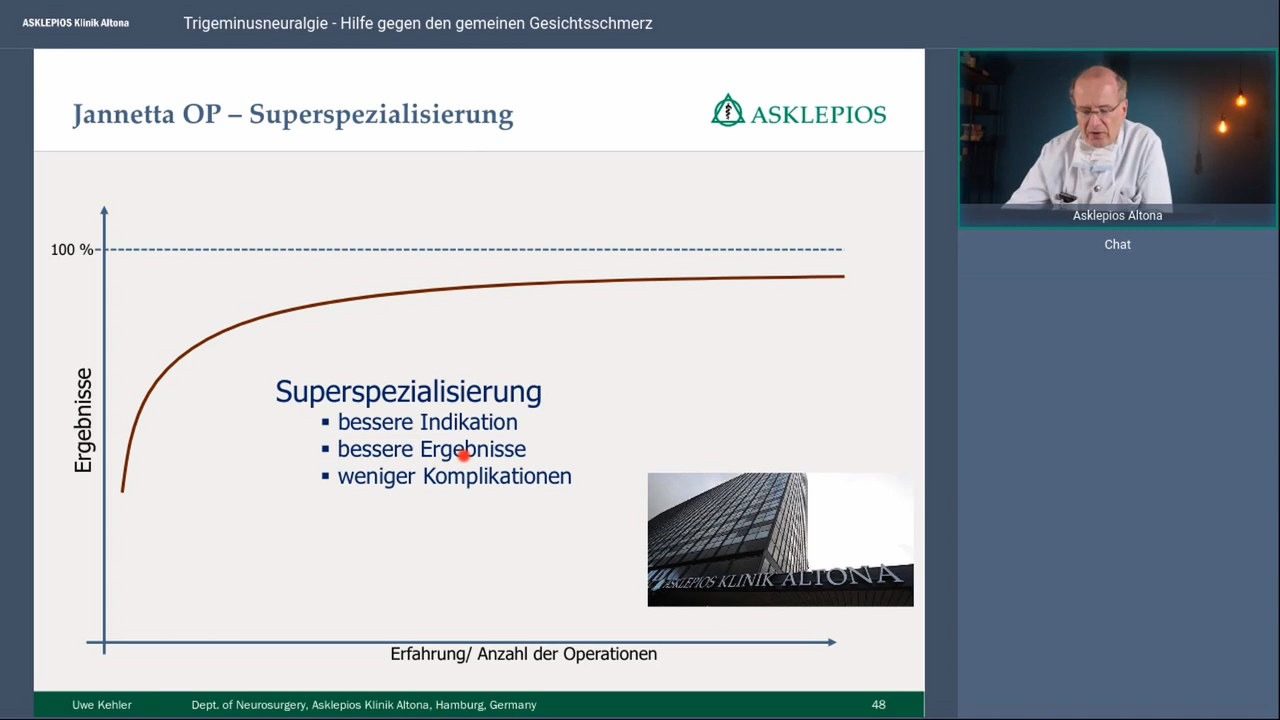 ASKLEPIOS Klinik Altona
Trigeminusneuralgie - Hilfe gegen den gemeinen Gesichtsschmerz
Jannetta OP – Superspezialisierung
ASKLEPIOS
Asklepios Altona
Chat
100 %
Ergebnisse
Superspezialisierung
▪ bessere Indikation
▪ bessere Ergebnisse
▪ weniger Komplikationen
ASKLEPIOS KLINIK ALTONA
Erfahrung/ Anzahl der Operationen
Uwe Kehler Dept. of Neurosurgery, Asklepios Klinik Altona, Hamburg, Germany 48